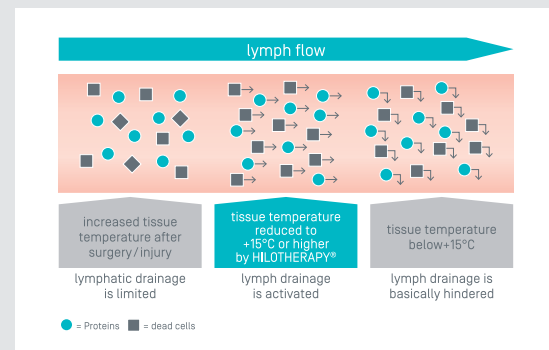 lymph flow
increased tissue
temperature after
surgery/injury
tissue temperature
reduced to
+15°C or higher
by HILOTHERAPY®
tissue temperature
below+15°C
lymphatic drainage
is limited
lymph drainage
is activated
lymph drainage is
basically hindered
= Proteins
= dead cells